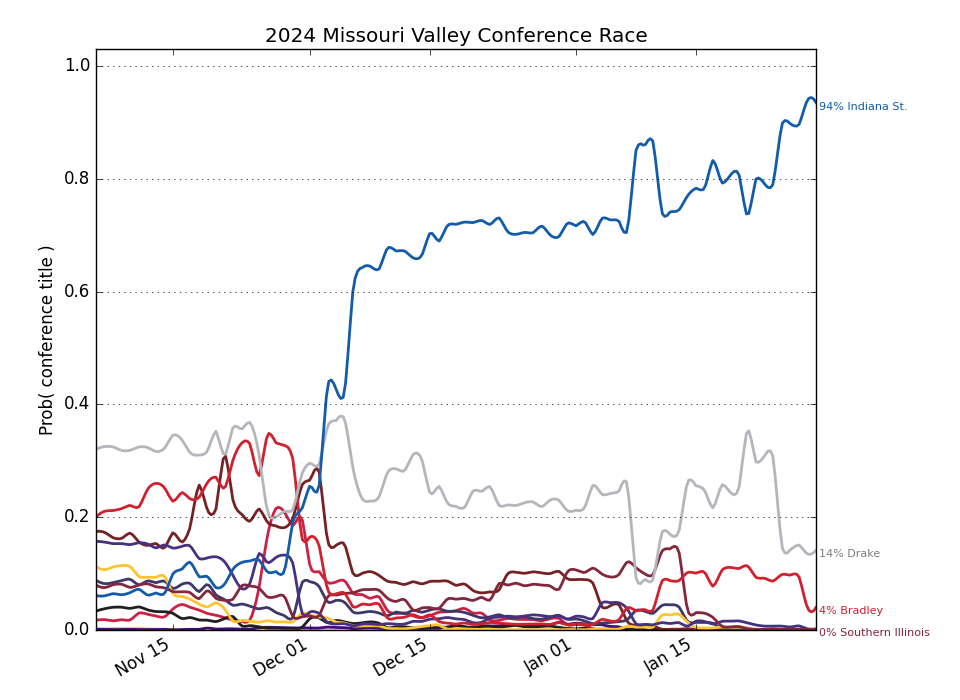 2024 Missouri Valley Conference Race
Prob( conference title )
1.0
0.8
0.6
0.4
0.2
0.0
Nov 15
Dec 01
Dec 15
Jan 01
Jan 15
94% Indiana St.
14% Drake
4% Bradley
0% Southern Illinois